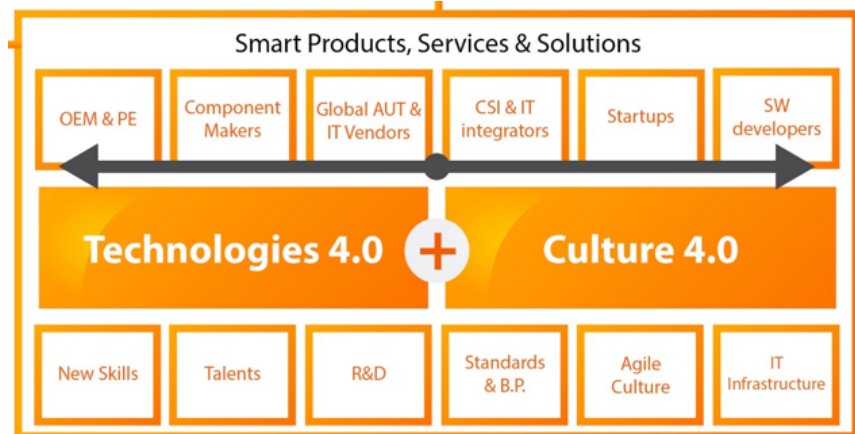 Smart Products, Services & Solutions
OEM & PE
Component
Makers
Global AUT &
IT Vendors
CSI & IT
integrators
Startups
SW
developers
Technologies 4.0
+
Culture 4.0
New Skills
Talents
R&D
Standards
& B.P.
Agile
Culture
IT
Infrastructure